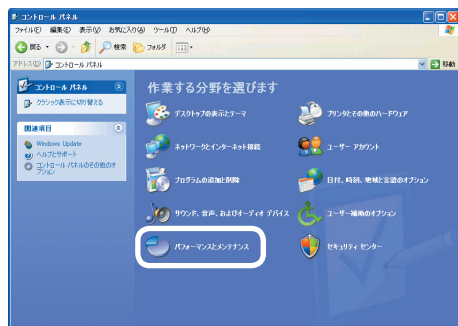 コントロール パネル
ファイル(F) 編集(E) 表示(V) お気に入り(A) ツール(T) ヘルプ(H)
戻る 検索 フォルダ
アドレス(D) コントロール パネル 移動
コントロール パネル
クラシック表示に切り替える
関連項目
Windows Update
ヘルプとサポート
コントロール パネルのその他のオ
プション
作業する分野を選びます
デスクトップの表示とテーマ
プリンタとその他のハードウェア
ネットワークとインターネット接続
ユーザー アカウント
プログラムの追加と削除
日付、時刻、地域と言語のオプション
サウンド、音声、およびオーディオ デバイス
ユーザー補助のオプション
パフォーマンスとメンテナンス
セキュリティ センター